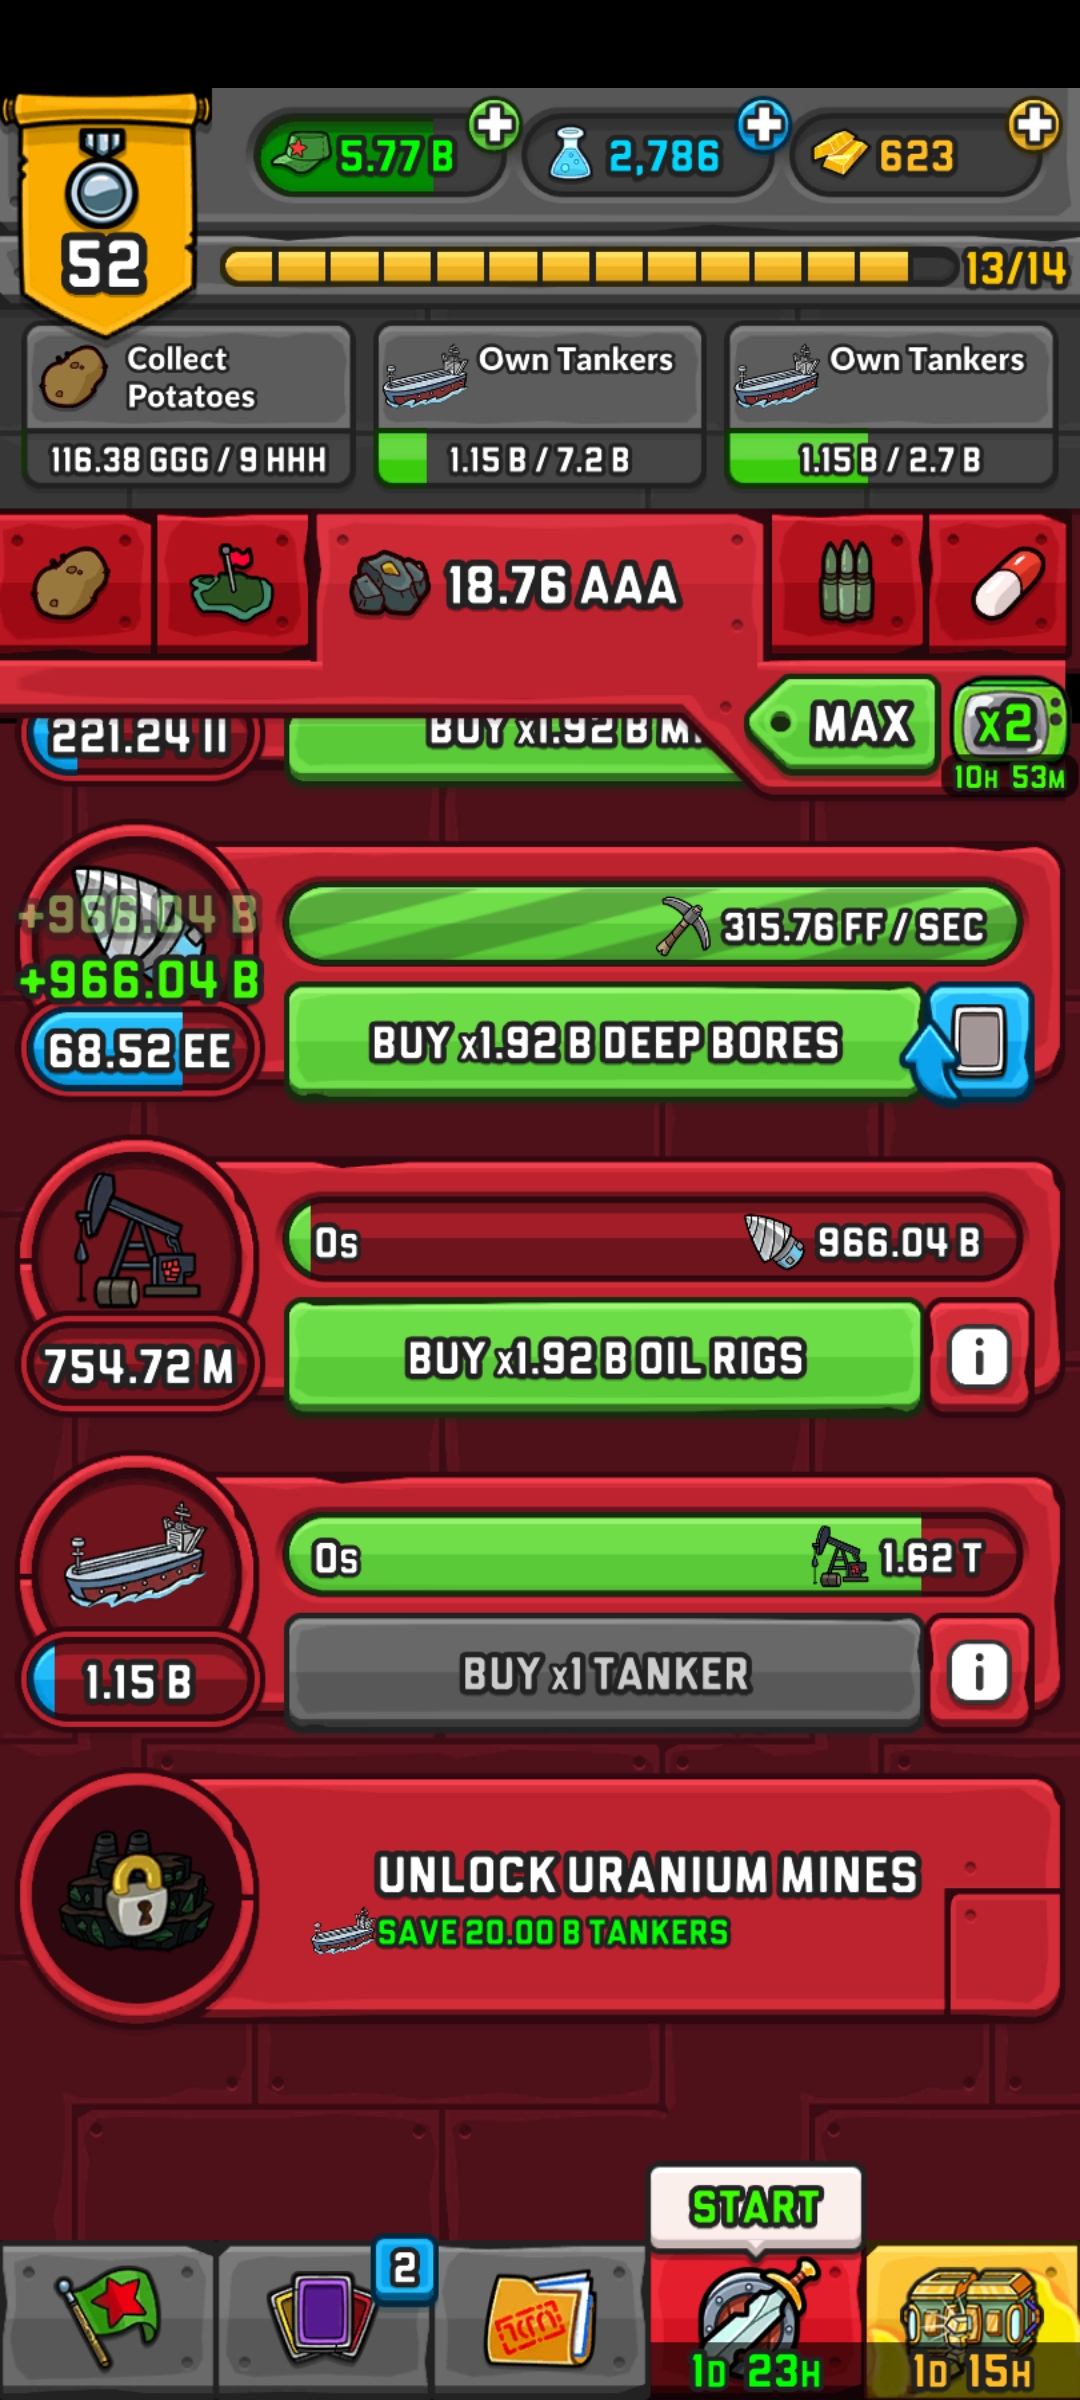 5.77 B
2,786
623
52
13/14
Collect
Potatoes
116.38 GGG / 9 HHH
Own Tankers
1.15 B / 7.2 B
Own Tankers
1.15 B / 2.7 B
18.76 AAA
MAX
x2
10H 53M
221.24 II
BUY x1.92 B M
+966.04 B
+966.04 B
315.76 FF / SEC
68.52 EE
BUY x1.92 B DEEP BORES
0s
966.04 B
754.72 M
BUY x1.92 B OIL RIGS
i
0s
1.62 T
1.15 B
BUY x1 TANKER
i
UNLOCK URANIUM MINES
SAVE 20.00 B TANKERS
START
2
1D 23H
1D 15H